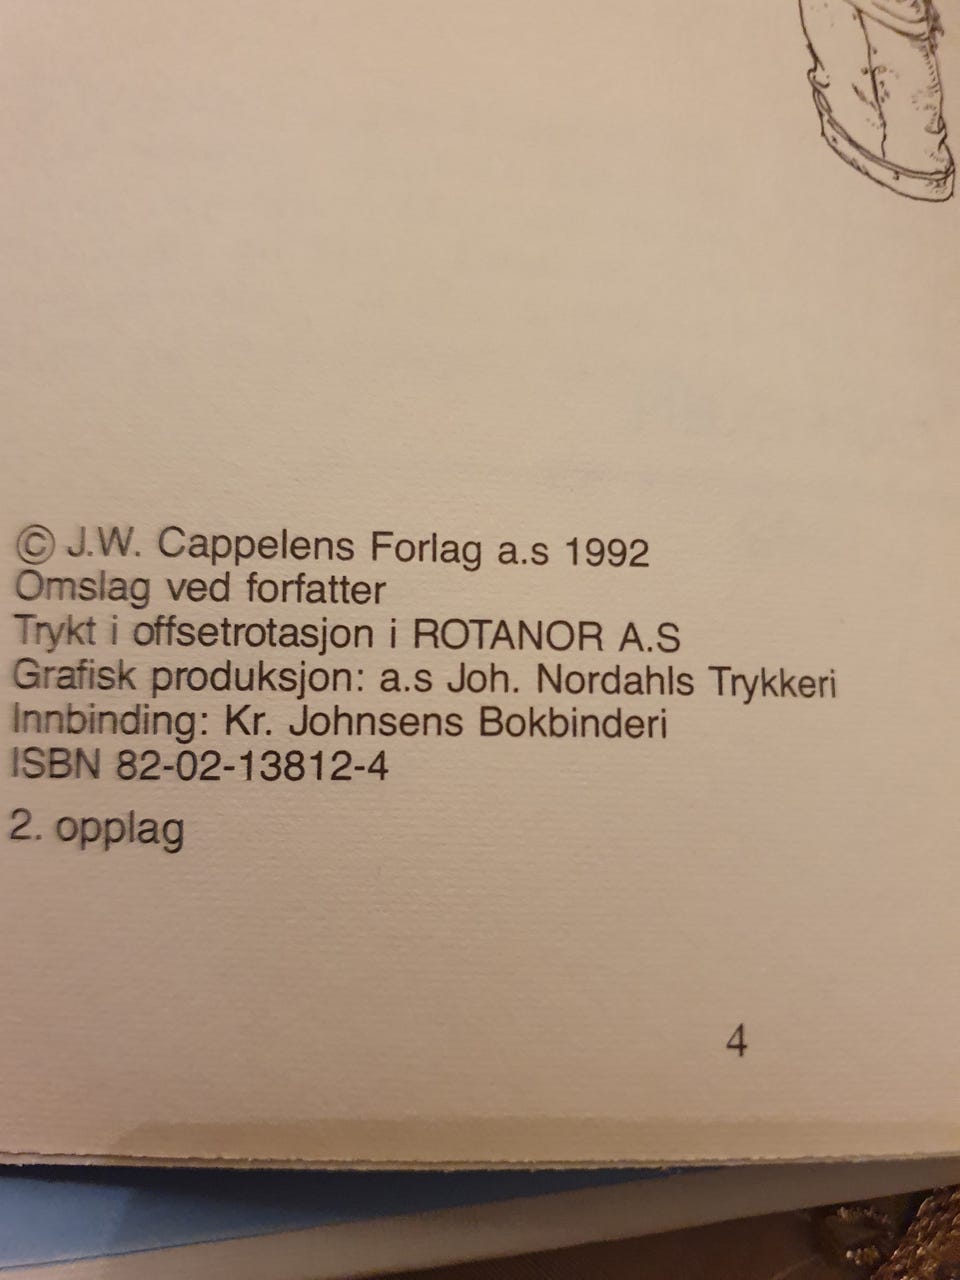 © J.W. Cappelens Forlag a.s 1992
Omslag ved forfatter
Trykt i offsetrotasjon i ROTANOR A.S
Grafisk produksjon: a.s Joh. Nordahls Trykkeri
Innbinding: Kr. Johnsens Bokbinderi
ISBN 82-02-13812-4
2. opplag
4